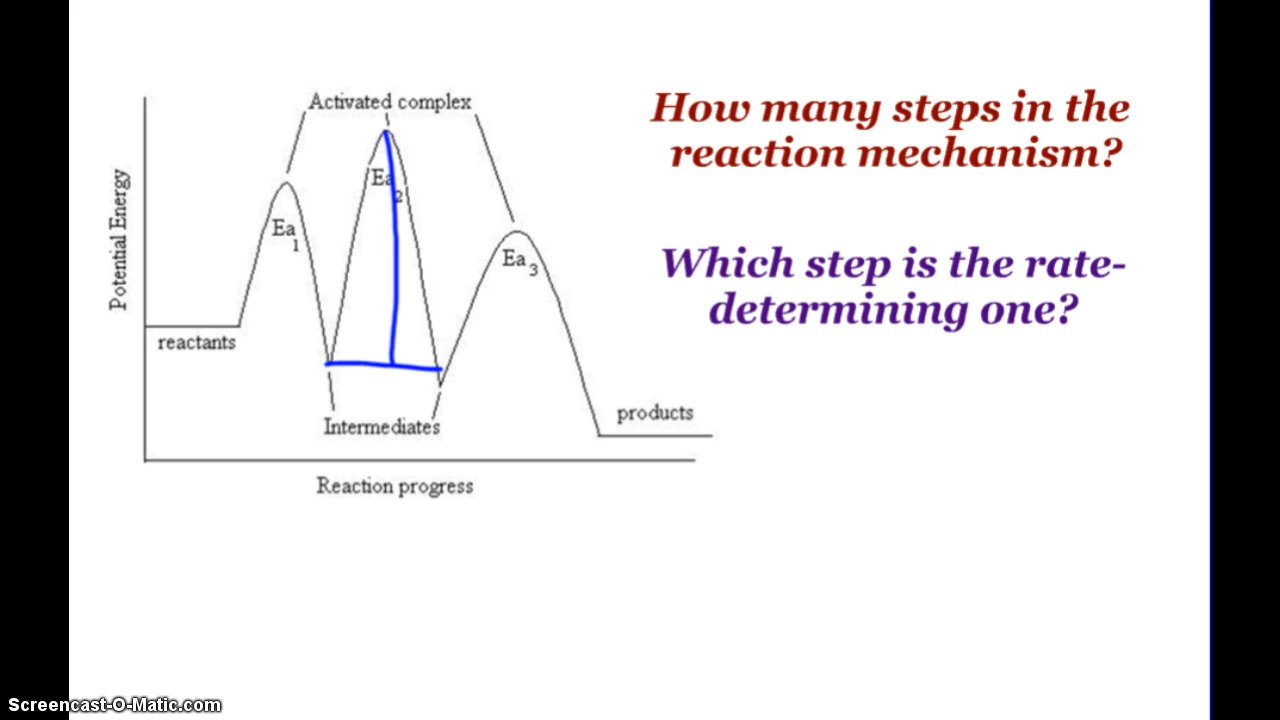 Activated complex
How many steps in the
reaction mechanism?
Potential Energy
Ea
2
Ea
1
Ea
3
Which step is the rate-
determining one?
reactants
Intermediates
products
Reaction progress
Screencast-O-Matic.com